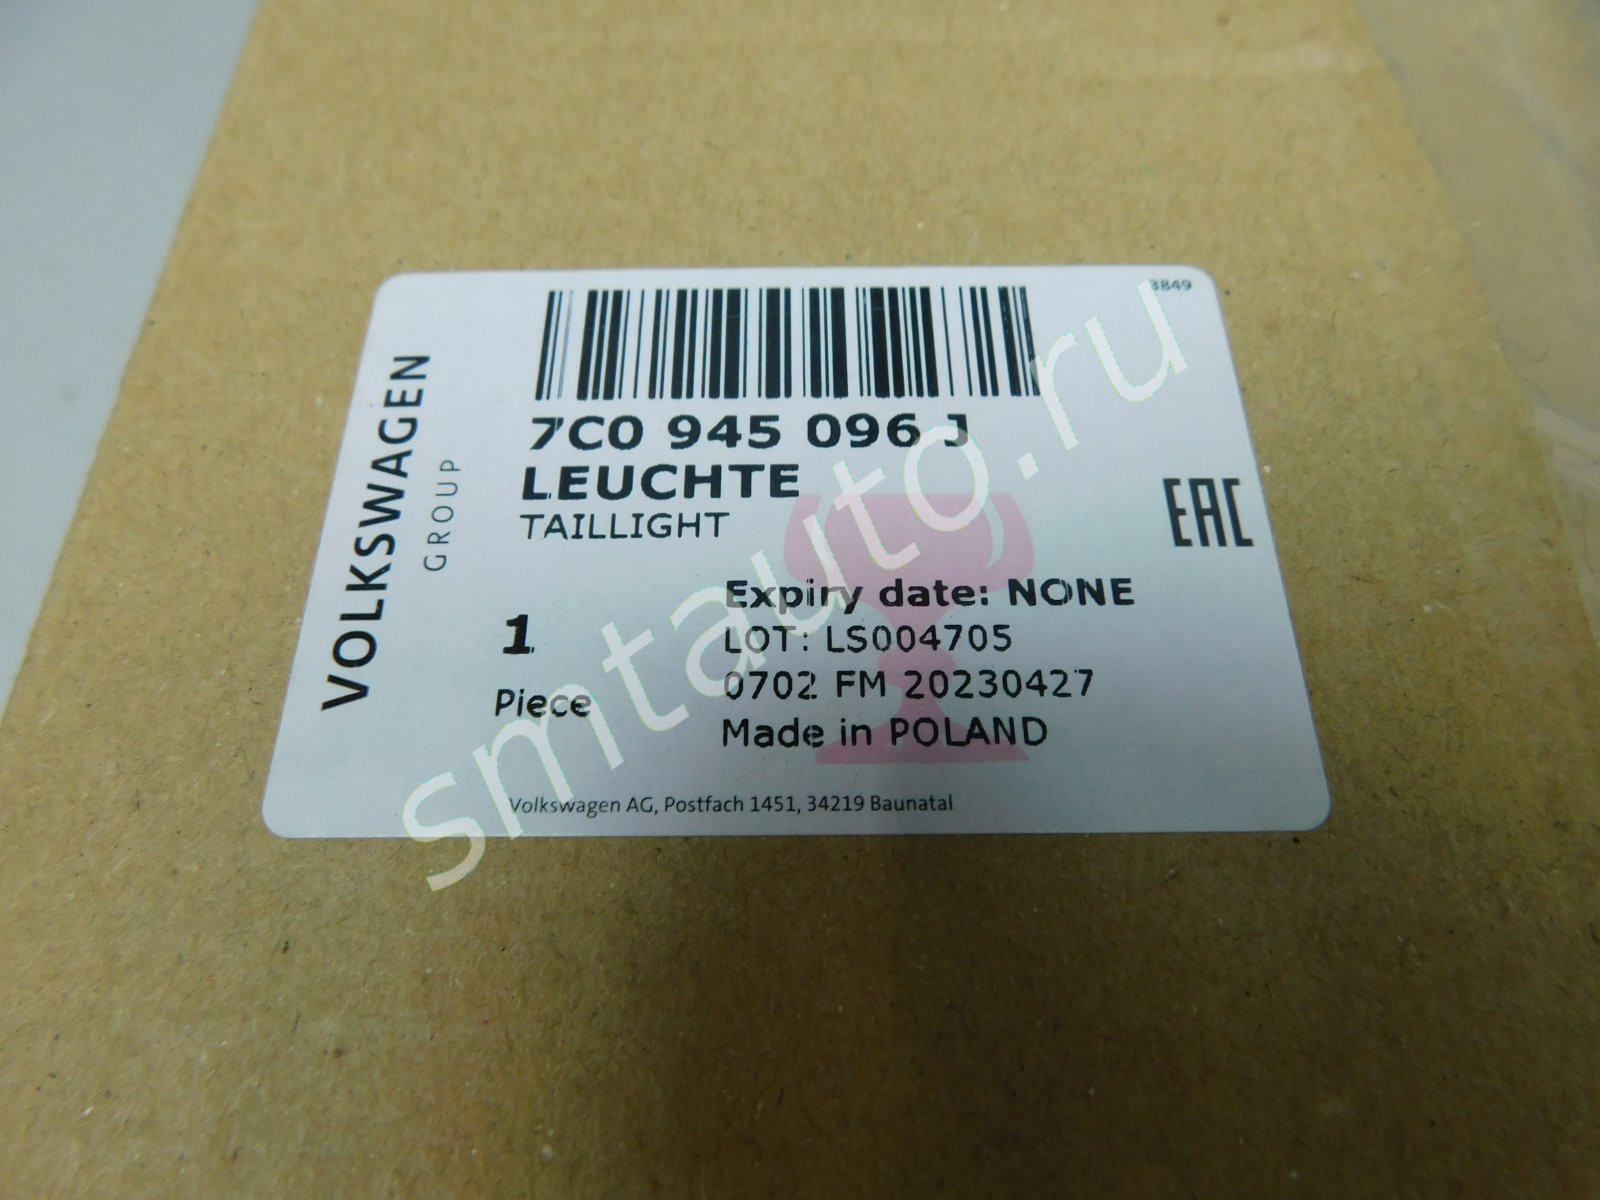 3849
VOLKSWAGEN
GROUP
7C0 945 096 J
LEUCHTE
TAILLIGHT
EAC
1
Piece
Expiry date: NONE
LOT: LS004705
0702 FM 20230427
Made in POLAND
Volkswagen AG, Postfach 1451, 34219 Baunatal
smtauto.ru